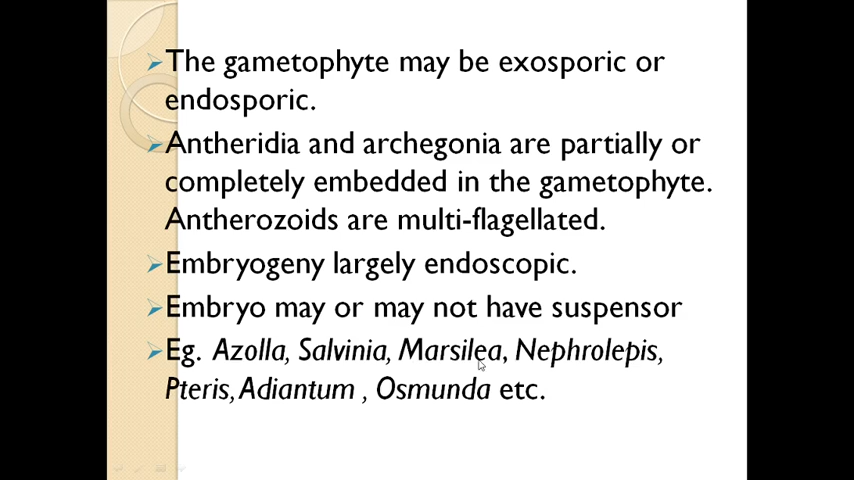 The gametophyte may be exosporic or
endosporic.
Antheridia and archegonia are partially or
completely embedded in the gametophyte.
Antherozoids are multi-flagellated.
Embryogeny largely endoscopic.
Embryo may or may not have suspensor
Eg. Azolla, Salvinia, Marsilea, Nephrolepis,
Pteris, Adiantum , Osmunda etc.